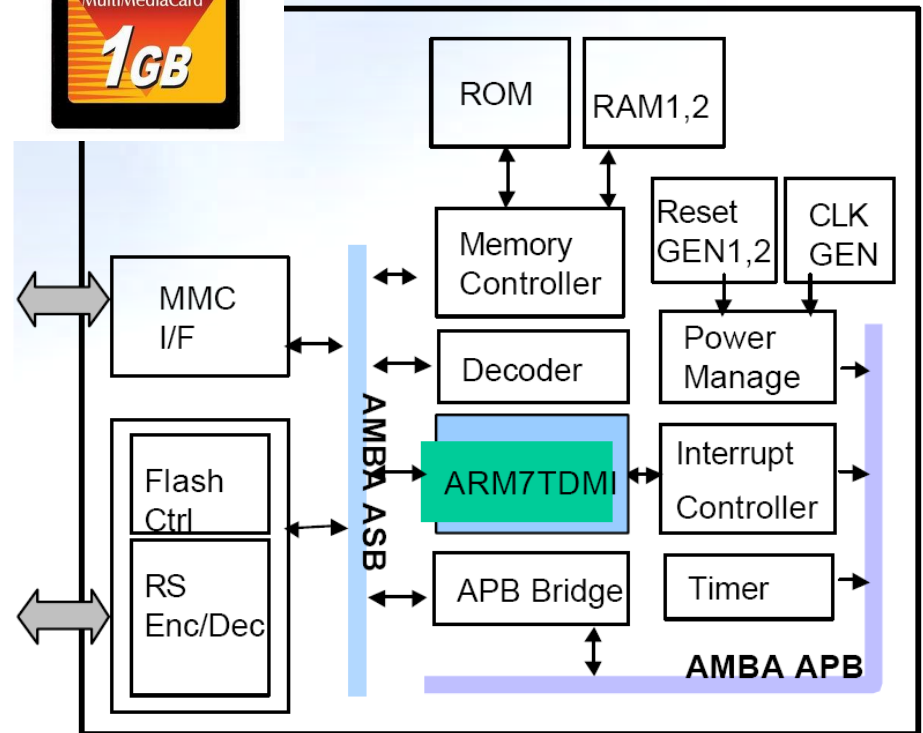 MultiMediaCard
1GB
ROM
RAM1,2
Reset
GEN1,2
CLK
GEN
Memory
Controller
MMC
I/F
Power
Manage
Decoder
AMBA ASB
Flash
Ctrl
ARM7TDMI
Interrupt
Controller
RS
Enc/Dec
APB Bridge
Timer
AMBA APB